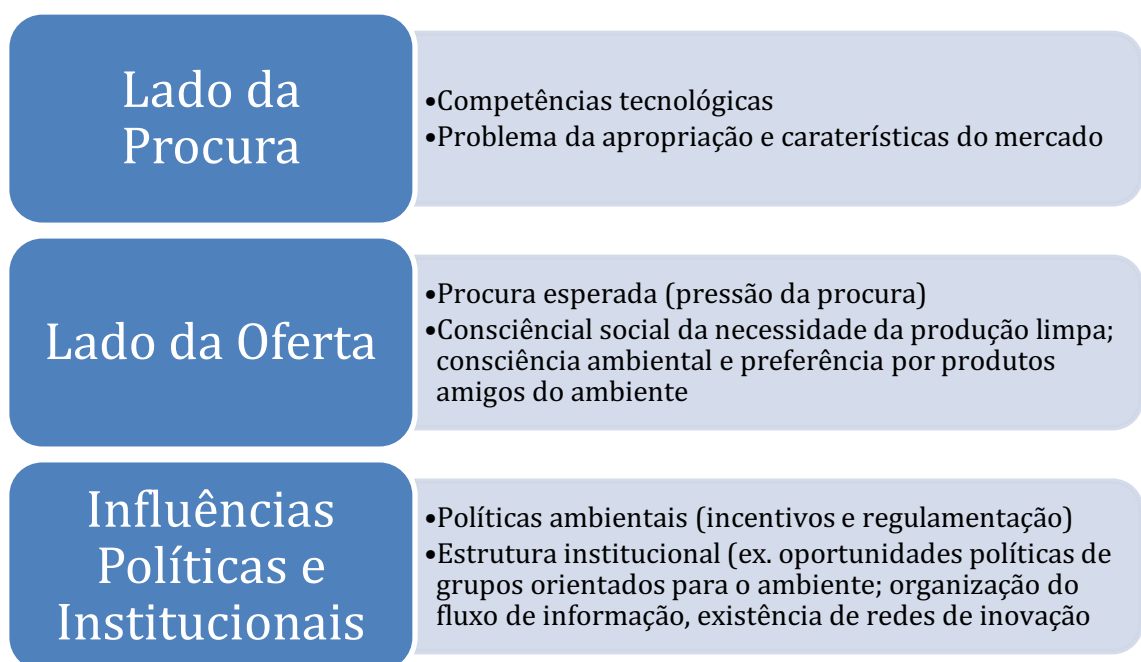 Lado da
Procura
•Competências tecnológicas
•Problema da apropriação e caraterísticas do mercado
Lado da Oferta
•Procura esperada (pressão da procura)
•Consciêncial social da necessidade da produção limpa;
consciência ambiental e preferência por produtos
amigos do ambiente
Influências
Políticas e
Institucionais
•Políticas ambientais (incentivos e regulamentação)
•Estrutura institucional (ex. oportunidades políticas de
grupos orientados para o ambiente; organização do
fluxo de informação, existência de redes de inovação